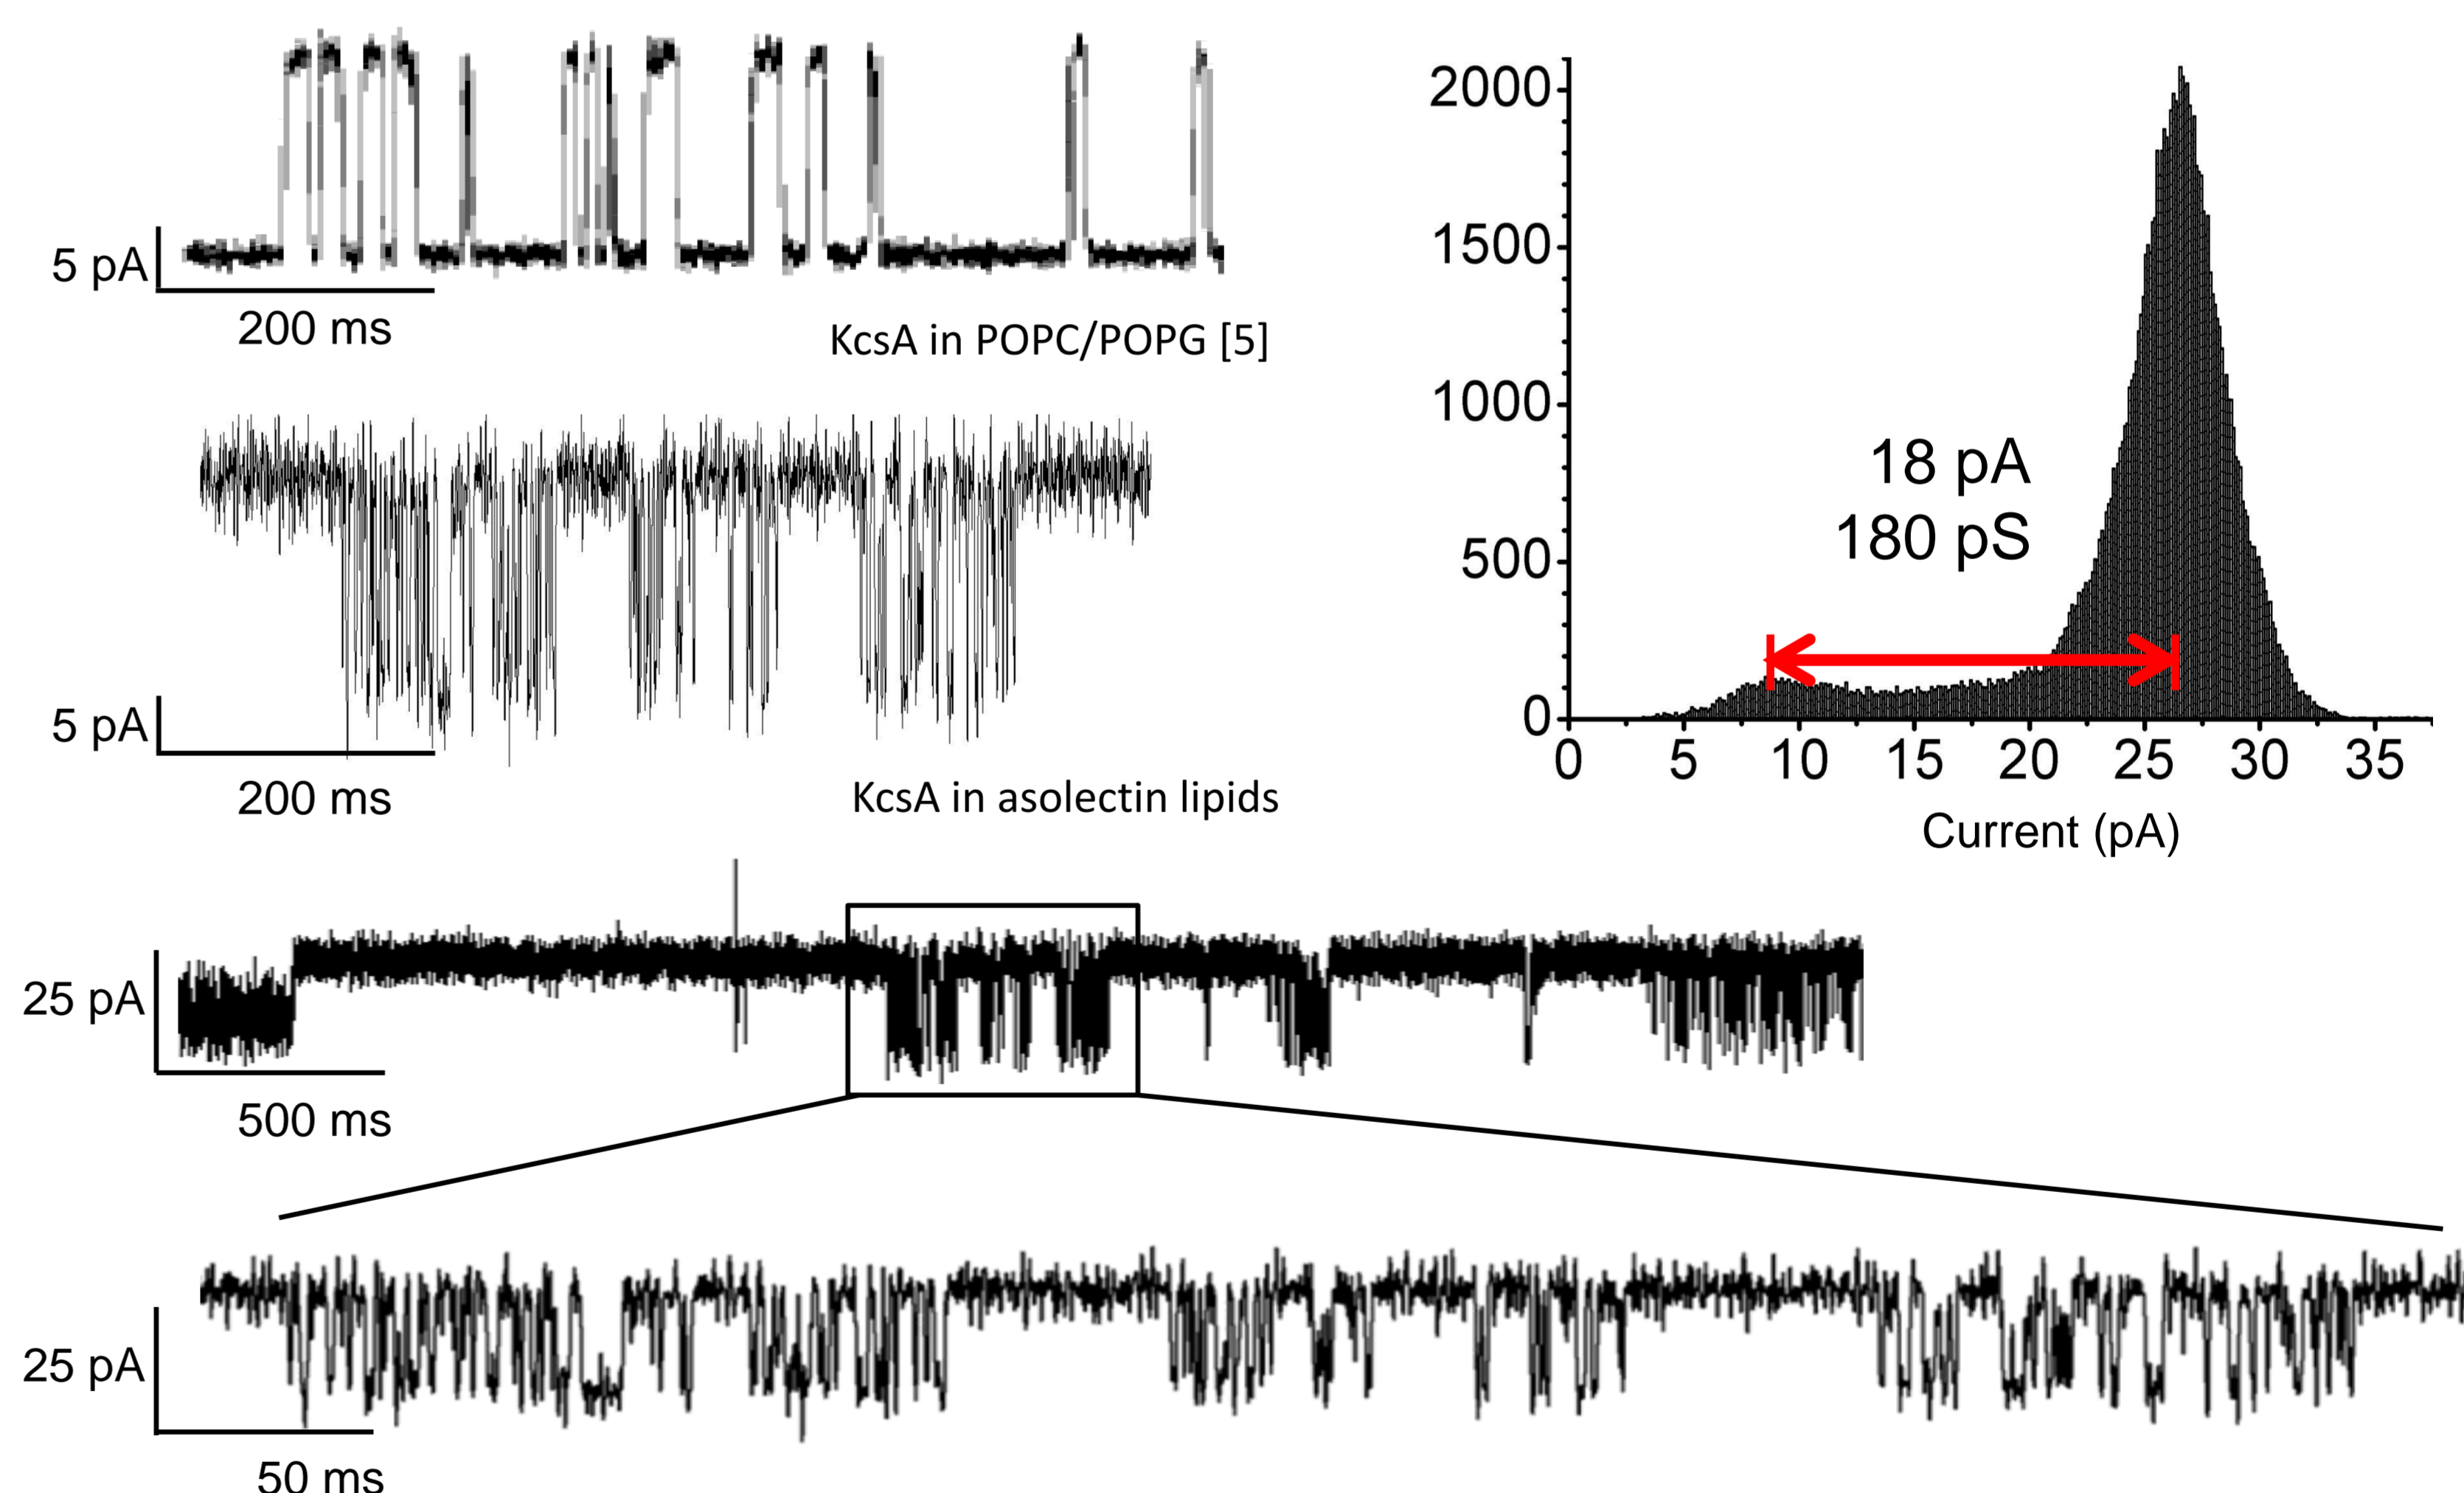 5 pA
200 ms
KcsA in POPC/POPG [5]
5 pA
200 ms
KcsA in asolectin lipids
2000
1500
1000
500
0
18 pA
180 pS
0 5 10 15 20 25 30 35
Current (pA)
25 pA
500 ms
25 pA
50 ms